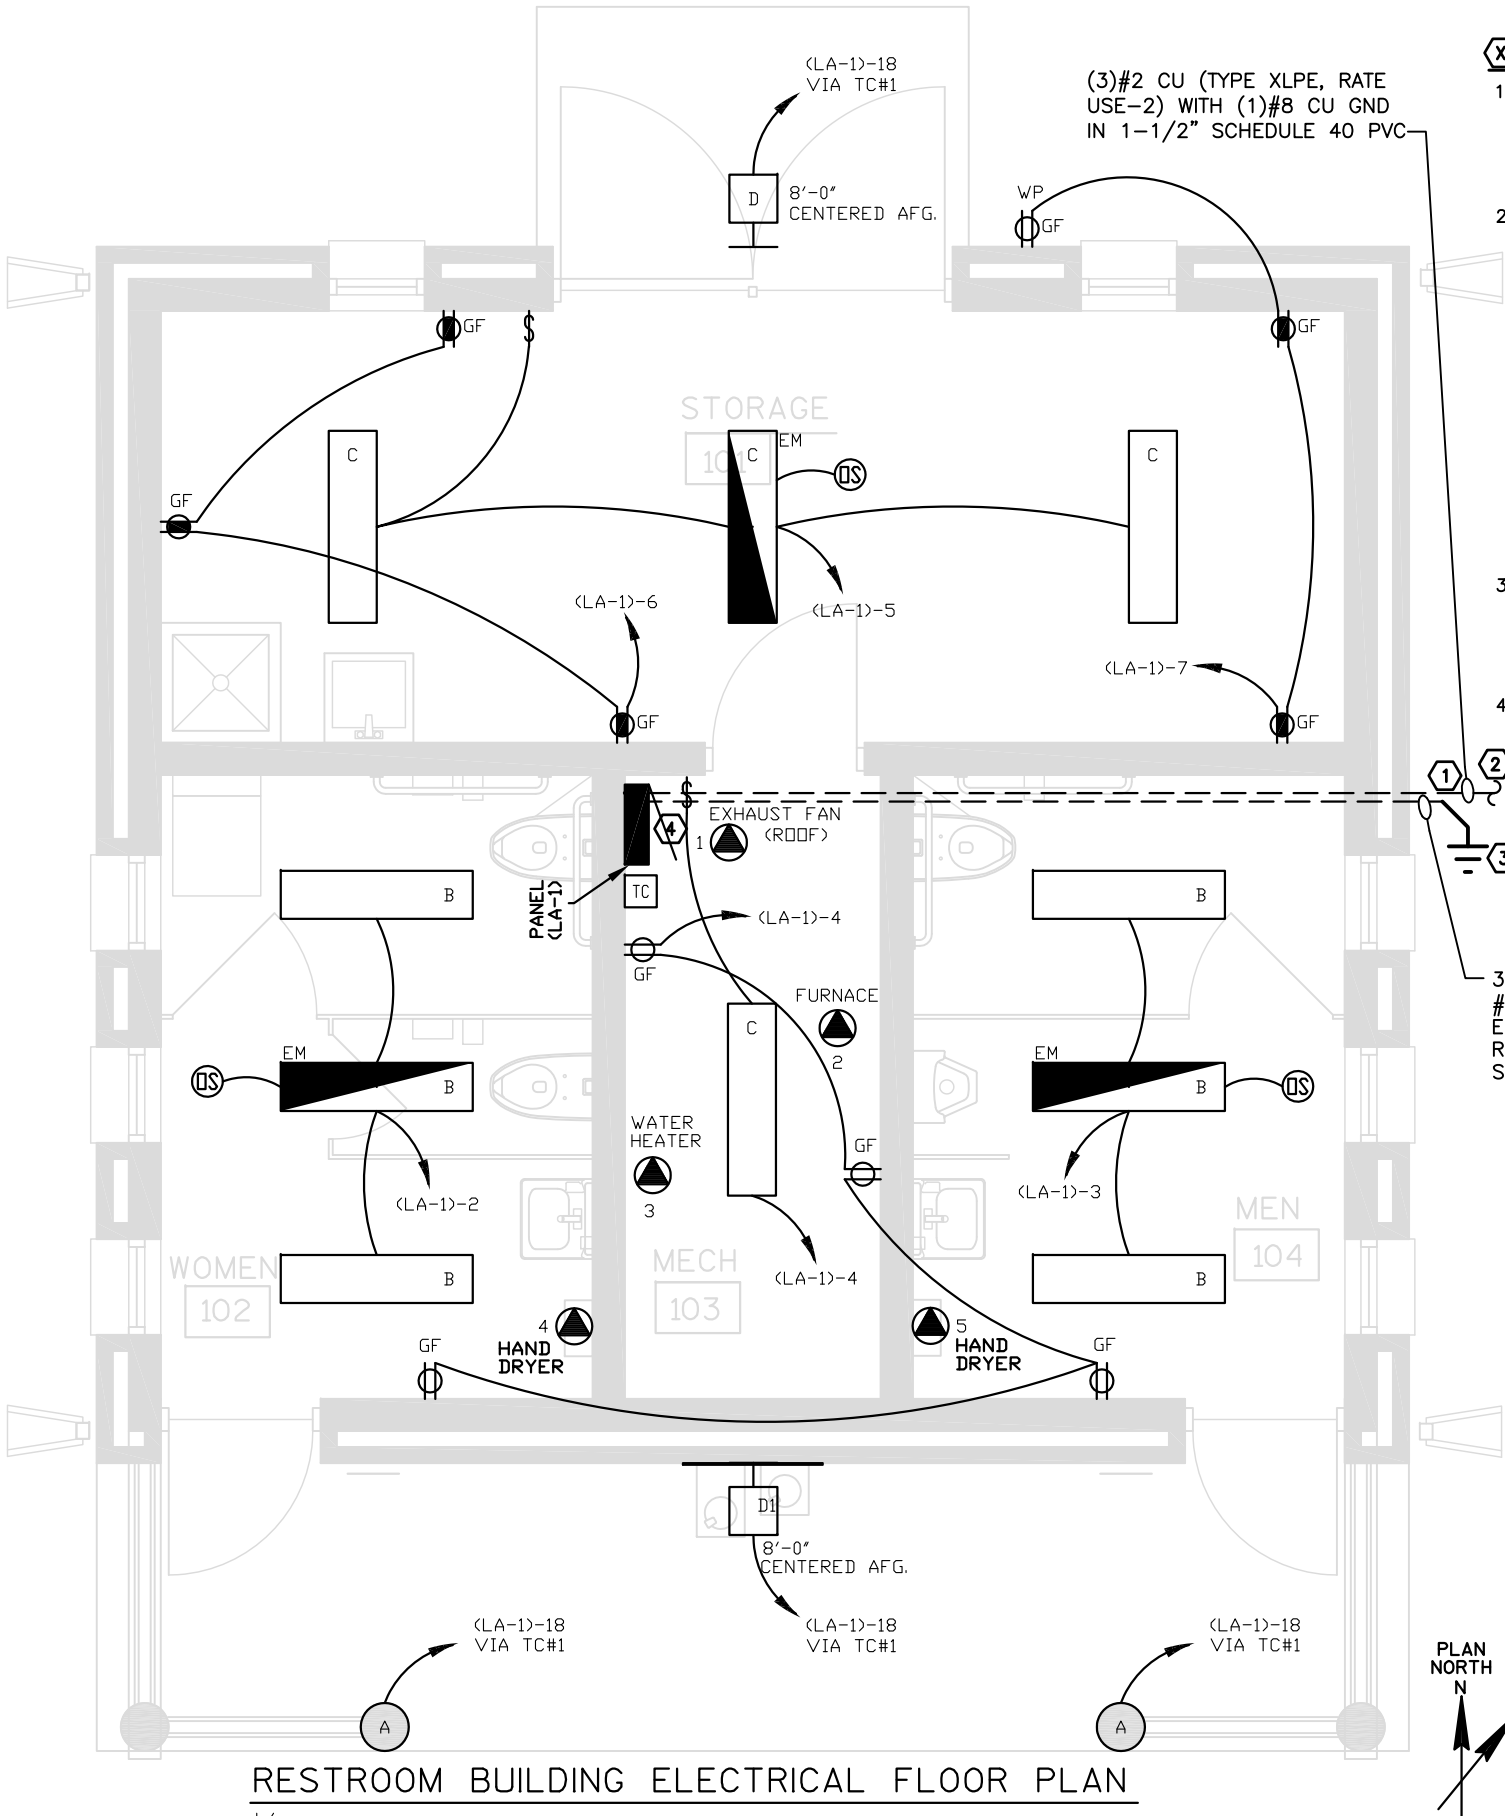 (LA-1)-18
VIA TC#1
(3)#2 CU (TYPE XLPE, RATE
USE-2) WITH (1)#8 CU GND
IN 1-1/2" SCHEDULE 40 PVC
X
1
D
8'-0"
CENTERED AFG.
WP
GF
2
GF
S
GF
STORAGE
101
C
C
EM
OS
C
GF
(LA-1)-6
(LA-1)-5
3
(LA-1)-7
GF
GF
4
1
2
S
4
EXHAUST FAN
(ROOF)
1
3
PANEL
(LA-1)
TC
B
B
(LA-1)-4
GF
3
#
E
R
S
FURNACE
2
C
EM
B
OS
EM
B
OS
WATER
HEATER
3
GF
(LA-1)-2
(LA-1)-3
WOMEN
102
MECH
103
MEN
104
(LA-1)-4
B
B
4
HAND
DRYER
5
HAND
DRYER
GF
GF
D1
8'-0"
CENTERED AFG.
(LA-1)-18
VIA TC#1
(LA-1)-18
VIA TC#1
(LA-1)-18
VIA TC#1
A
A
PLAN
NORTH
N
RESTROOM BUILDING ELECTRICAL FLOOR PLAN